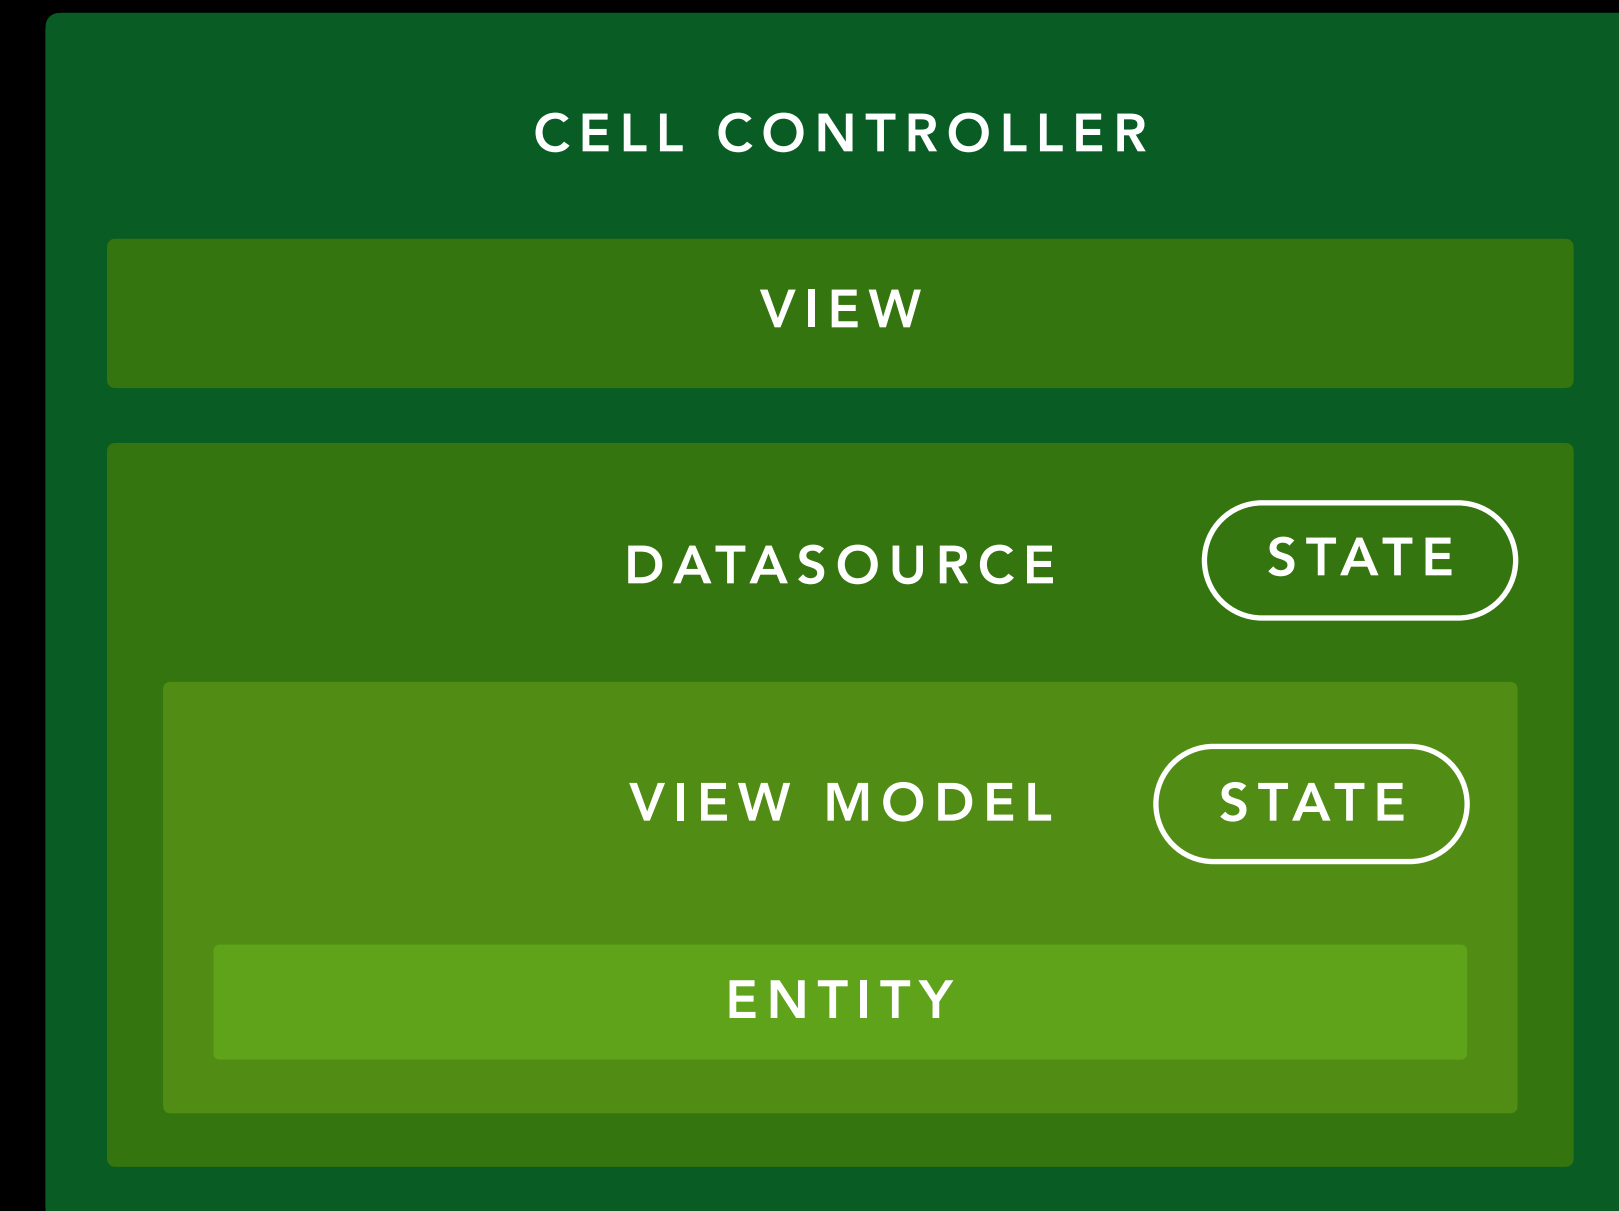 CELL CONTROLLER
VIEW
DATASOURCE
STATE
VIEW MODEL
STATE
ENTITY